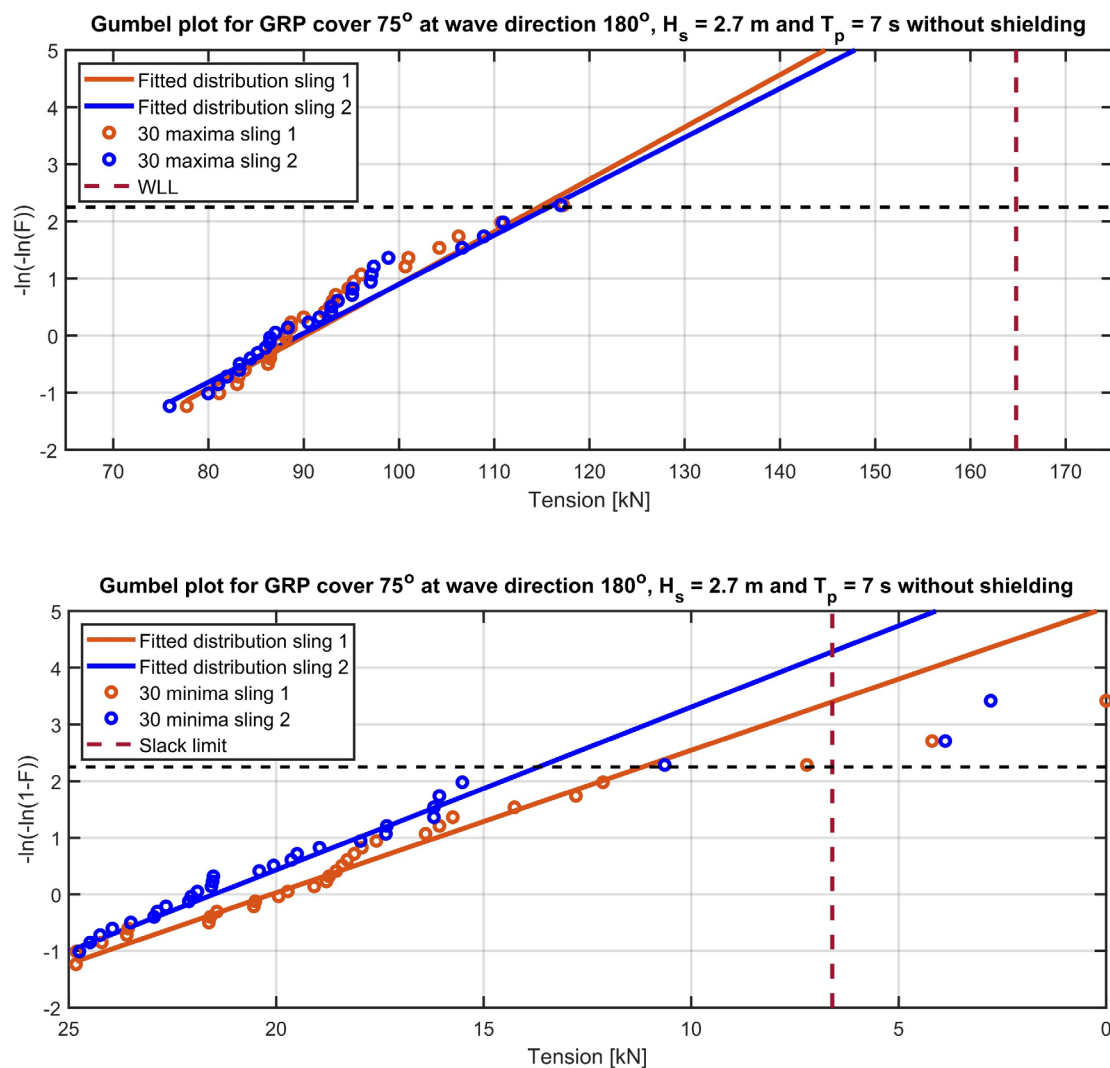 Gumbel plot for GRP cover 75° at wave direction 180°, Hs = 2.7 m and Tp = 7 s without shielding
5
4
3
2
1
0
-1
-2
-ln(-ln(F))
Fitted distribution sling 1
Fitted distribution sling 2
30 maxima sling 1
30 maxima sling 2
WLL
70 80 90 100 110 120 130 140 150 160 170
Tension [kN]
Gumbel plot for GRP cover 75° at wave direction 180°, Hs = 2.7 m and Tp = 7 s without shielding
5
4
3
2
1
0
-1
-2
-ln(-ln(1-F))
Fitted distribution sling 1
Fitted distribution sling 2
30 minima sling 1
30 minima sling 2
Slack limit
25 20 15 10 5 0
Tension [kN]